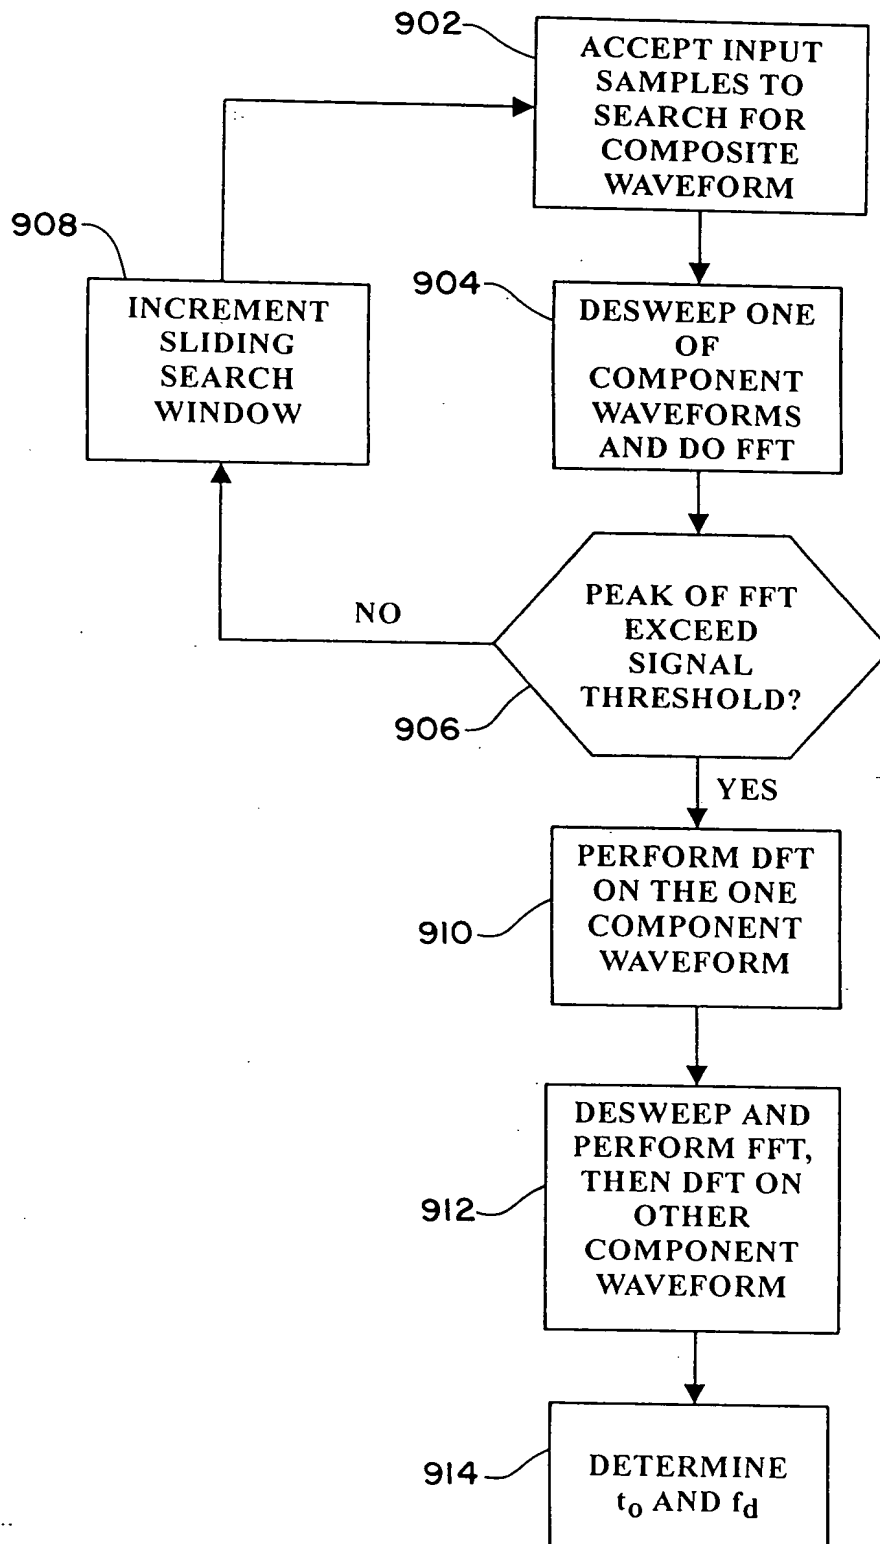 902
ACCEPT INPUT
SAMPLES TO
SEARCH FOR
COMPOSITE
WAVEFORM
908
INCREMENT
SLIDING
SEARCH
WINDOW
904
DESWEEP ONE
OF
COMPONENT
WAVEFORMS
AND DO FFT
NO
PEAK OF FFT
EXCEED
SIGNAL
THRESHOLD?
906
YES
PERFORM DFT
ON THE ONE
COMPONENT
WAVEFORM
910
DESWEEP AND
PERFORM FFT,
THEN DFT ON
OTHER
COMPONENT
WAVEFORM
912
914
DETERMINE
to AND fd